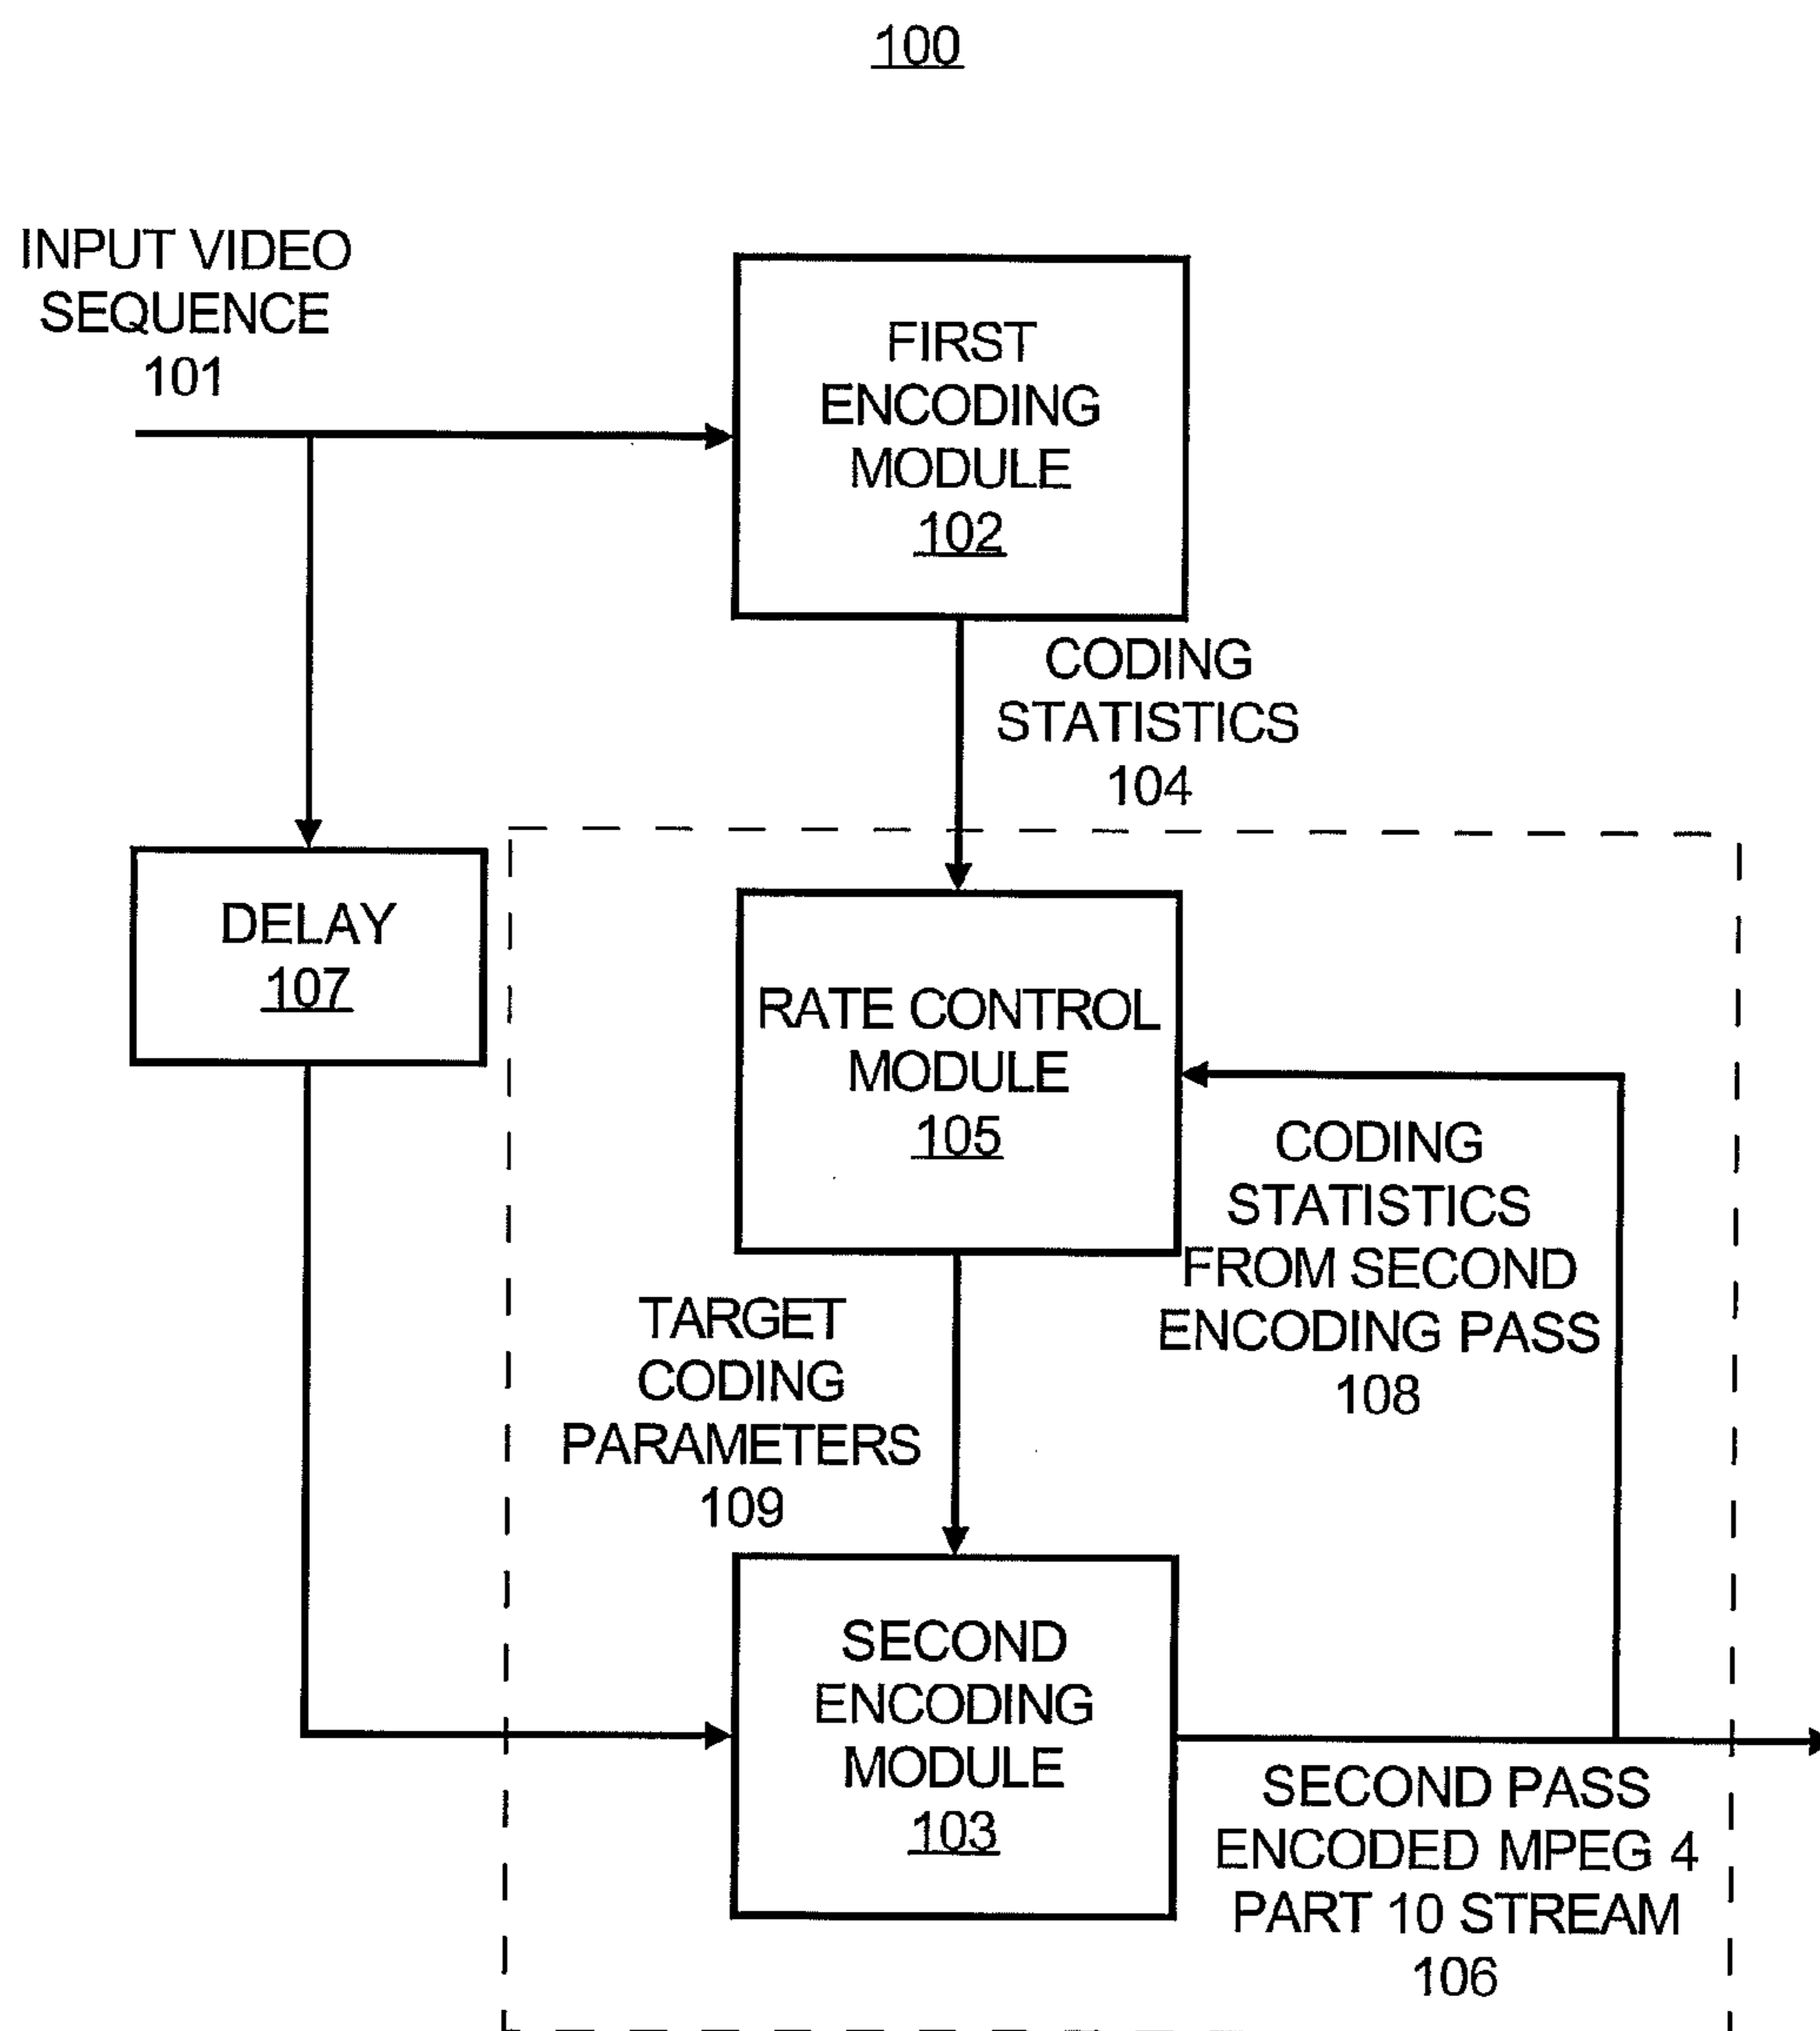 100
INPUT VIDEO
SEQUENCE
101
FIRST
ENCODING
MODULE
102
CODING
STATISTICS
104
DELAY
107
RATE CONTROL
MODULE
105
CODING
STATISTICS
FROM SECOND
ENCODING PASS
108
TARGET
CODING
PARAMETERS
109
SECOND
ENCODING
MODULE
103
SECOND PASS
ENCODED MPEG 4
PART 10 STREAM
106